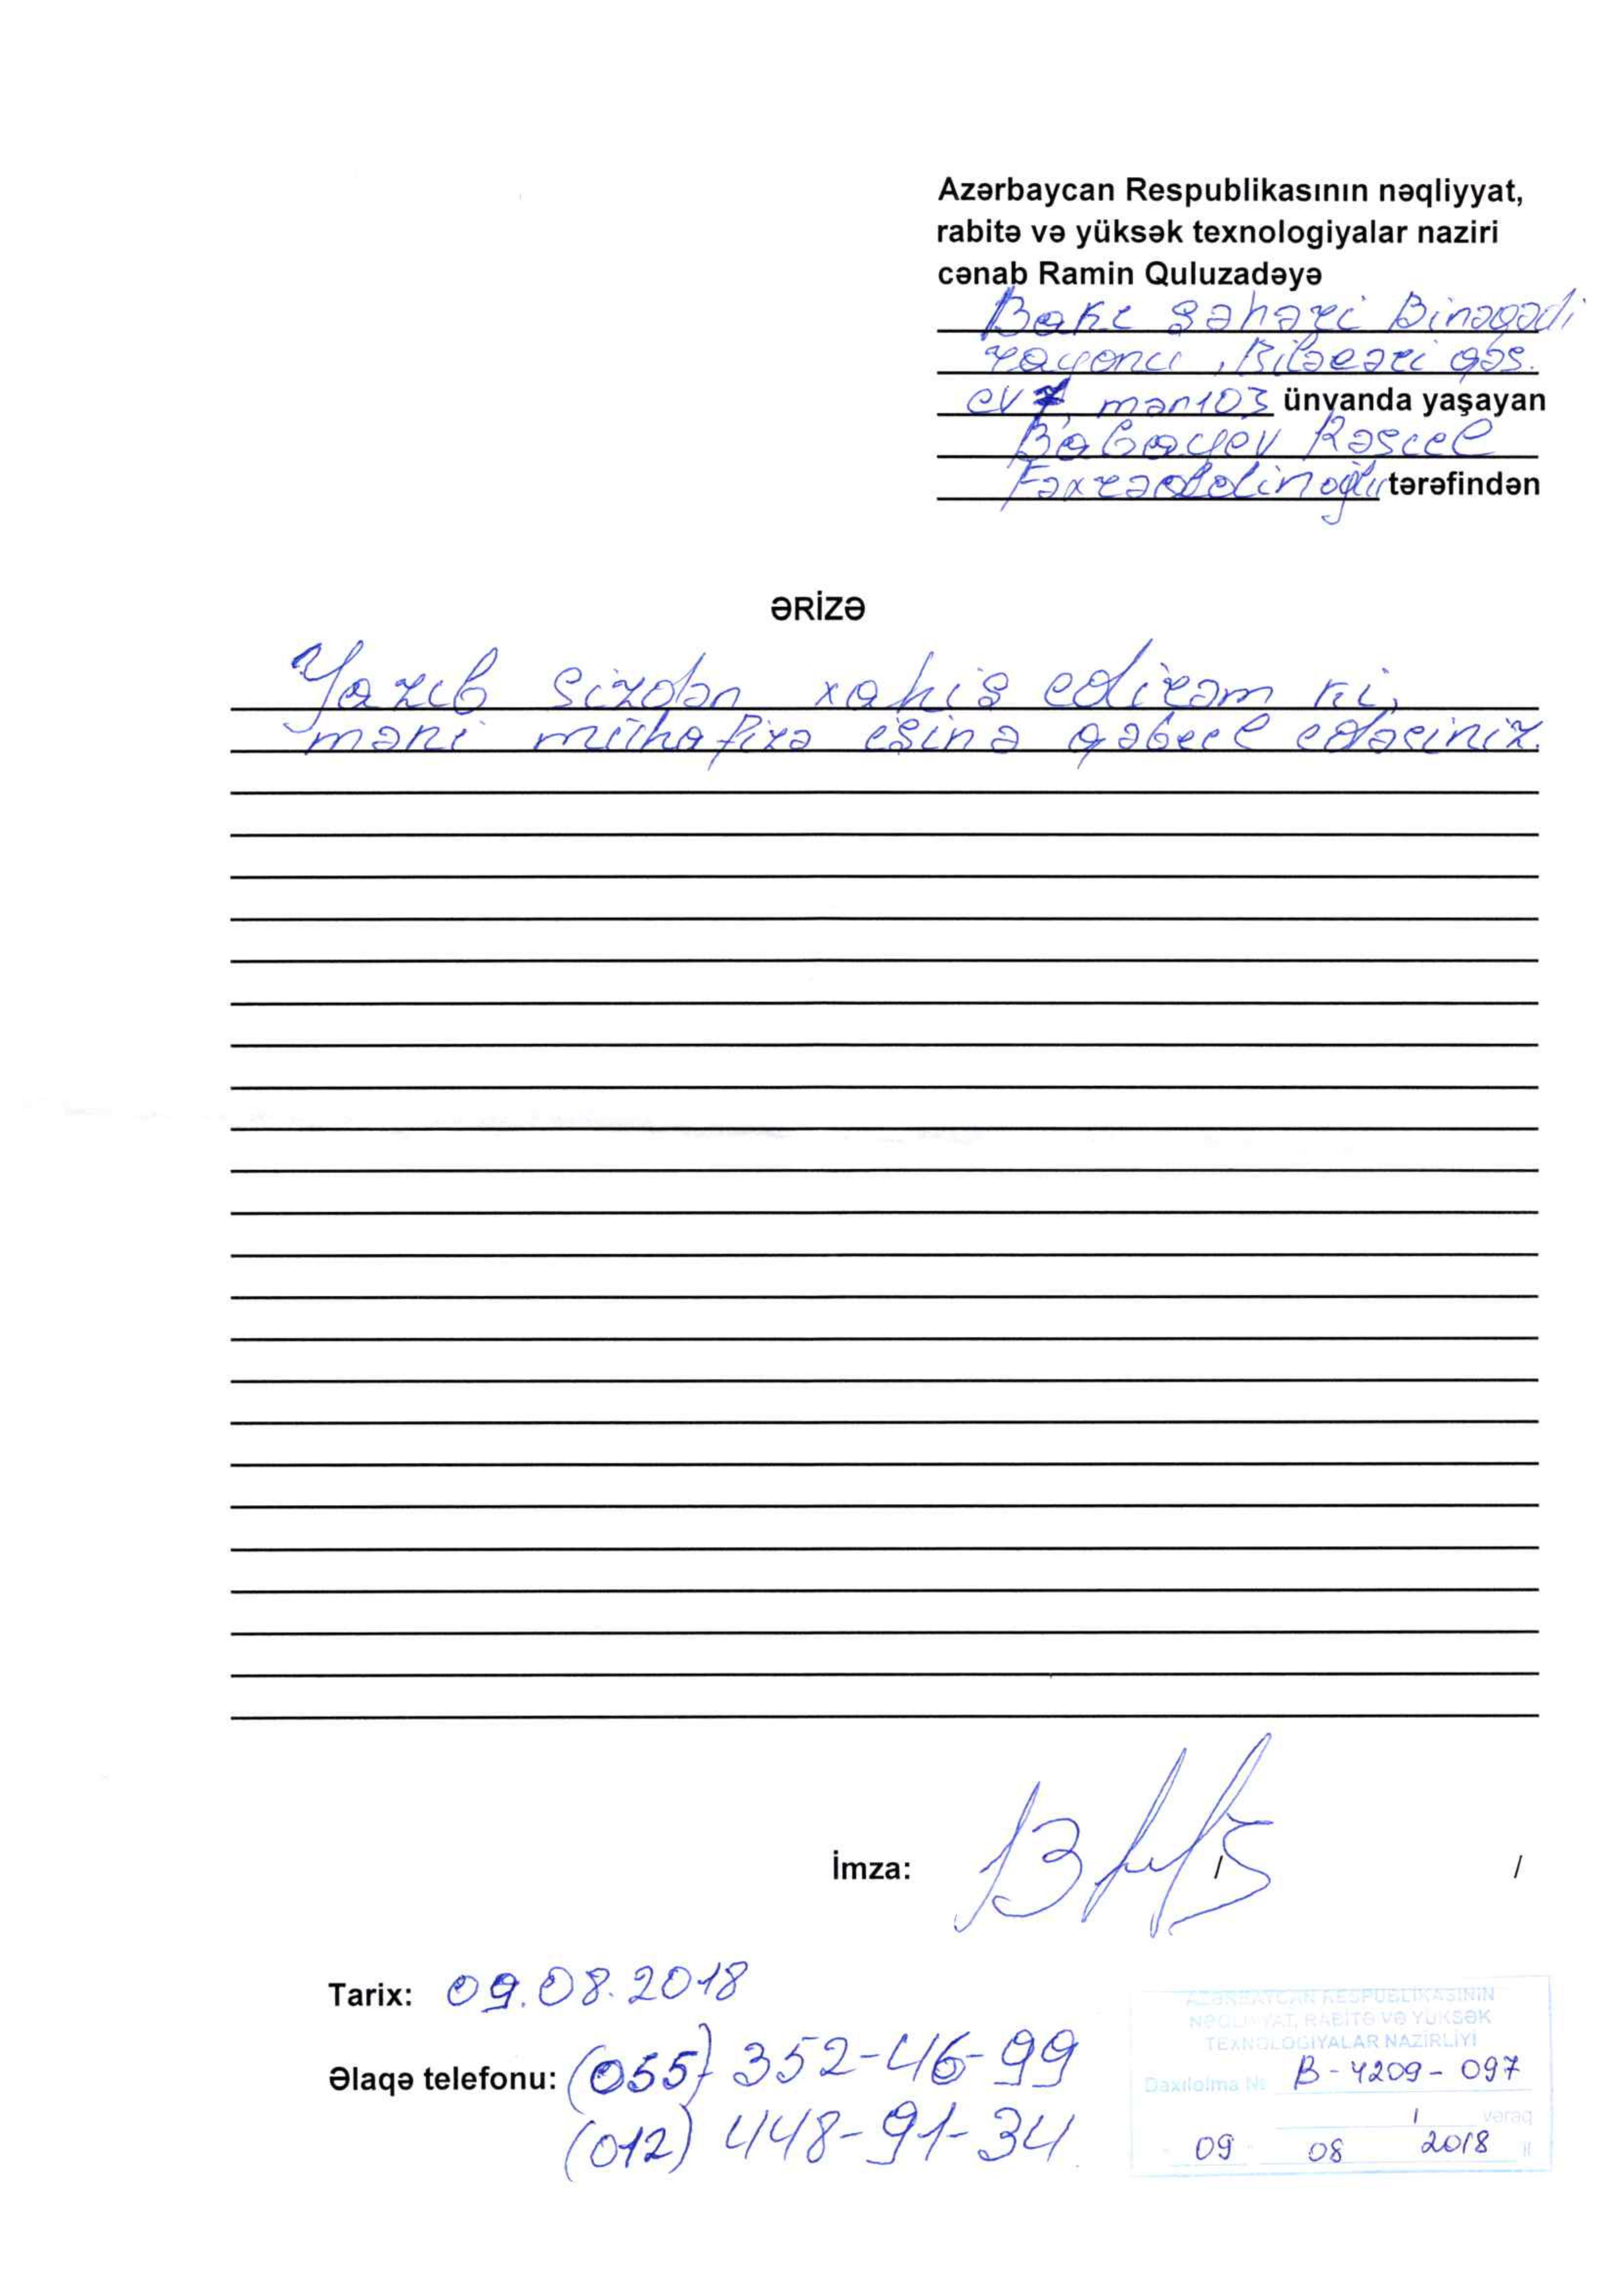 Azərbaycan Respublikasının nəqliyyat,
rabitə və yüksək texnologiyalar naziri
cənab Ramin Quluzadəyə
Bakı şəhəri Binəqədi
rayonu, Biləcəri qəs.
ev 7, mən 103 ünvanda yaşayan
Babayev Rəsul
Fəxrəddin oğlu tərəfindən
ƏRİZƏ
Yazıb sizdən xahiş edirəm ki,
məni mühafizə işinə qəbul edəsiniz.
İmza: / /
Tarix: 09.08.2018
Əlaqə telefonu: (055) 352-46-99
(012) 448-91-34
AZƏRBAYCAN RESPUBLİKASININ
NƏQLİYYAT, RABİTƏ VƏ YÜKSƏK
TEXNOLOGİYALAR NAZİRLİYİ
Daxilolma № B-4209-097
1 vərəq
09 08 2018 il